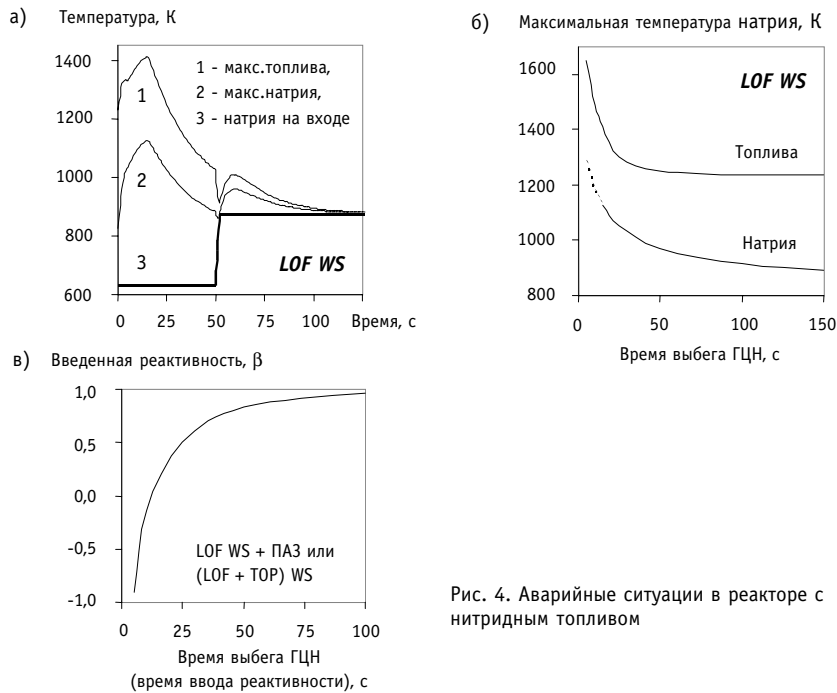 а) Температура, К
1400
1200
1000
800
600
1
2
3
1 - макс.топлива,
2 - макс.натрия,
3 - натрия на входе
LOF WS
0 25 50 75 100 Время, с
б) Максимальная температура натрия, К
1600
1400
1200
1000
800
LOF WS
Топлива
Натрия
0 50 100 150
Время выбега ГЦН, с
в) Введенная реактивность, β
1,0
0,5
0,0
-0,5
-1,0
LOF WS + ПАЗ или
(LOF + TOP) WS
0 25 50 75 100
Время выбега ГЦН
(время ввода реактивности), с
Рис. 4. Аварийные ситуации в реакторе с
нитридным топливом